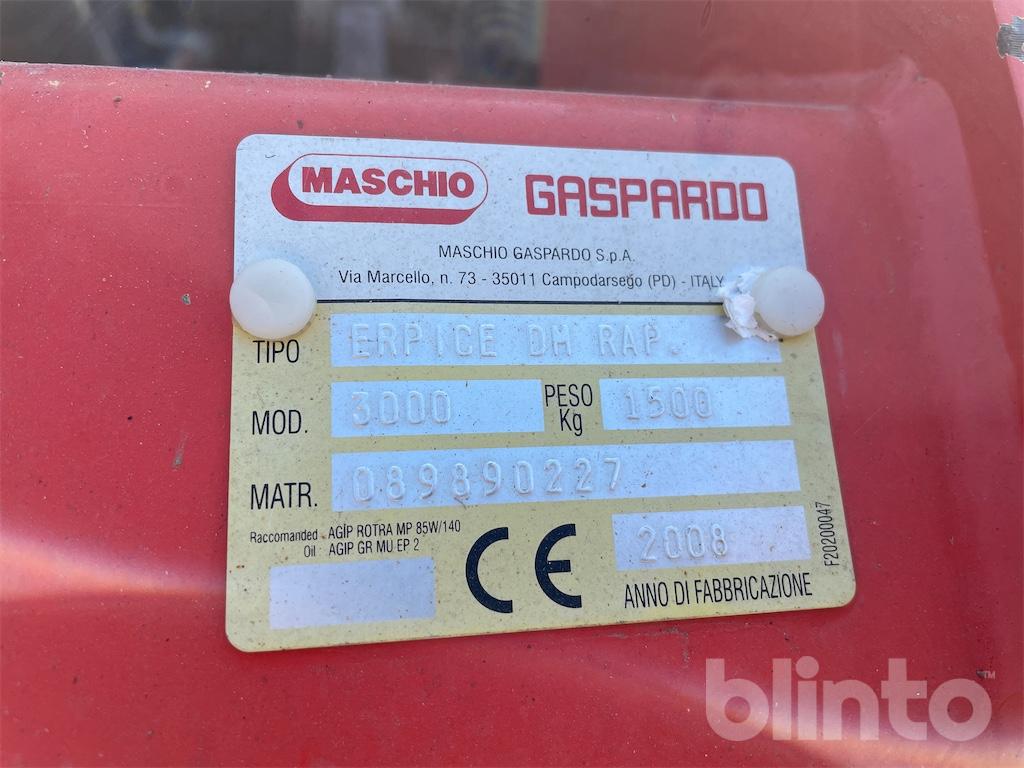 MASCHIO GASPARDO
MASCHIO GASPARDO S.p.A.
Via Marcello, n. 73 - 35011 Campodarsego (PD) - ITALY
TIPO ERPICE DM RAP.
MOD. 3000 PESO Kg 1500
MATR. 089890227
Raccomanded Oil : AGIP ROTRA MP 85W/140
: AGIP GR MU EP 2
CE 2008
ANNO DI FABBRICAZIONE
F20200047
blinto™